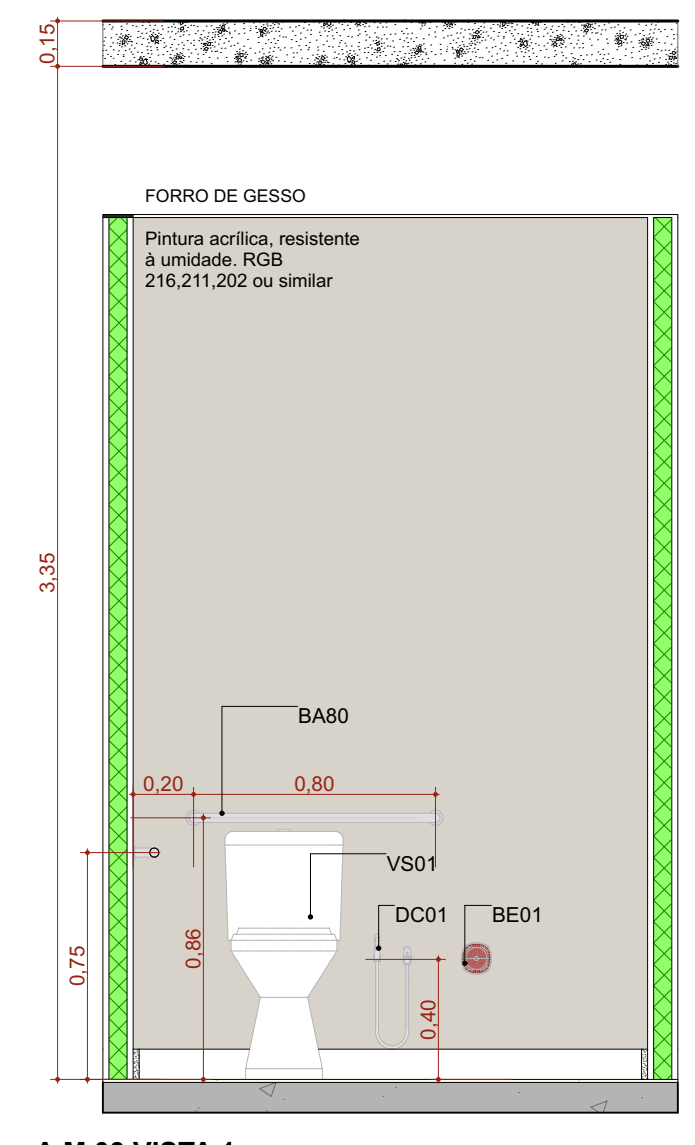 0,15
FORRO DE GESSO
Pintura acrílica, resistente
à umidade. RGB
216,211,202 ou similar
3,35
BA80
0,20
0,80
VS01
DC01
BE01
0,86
0,75
0,40